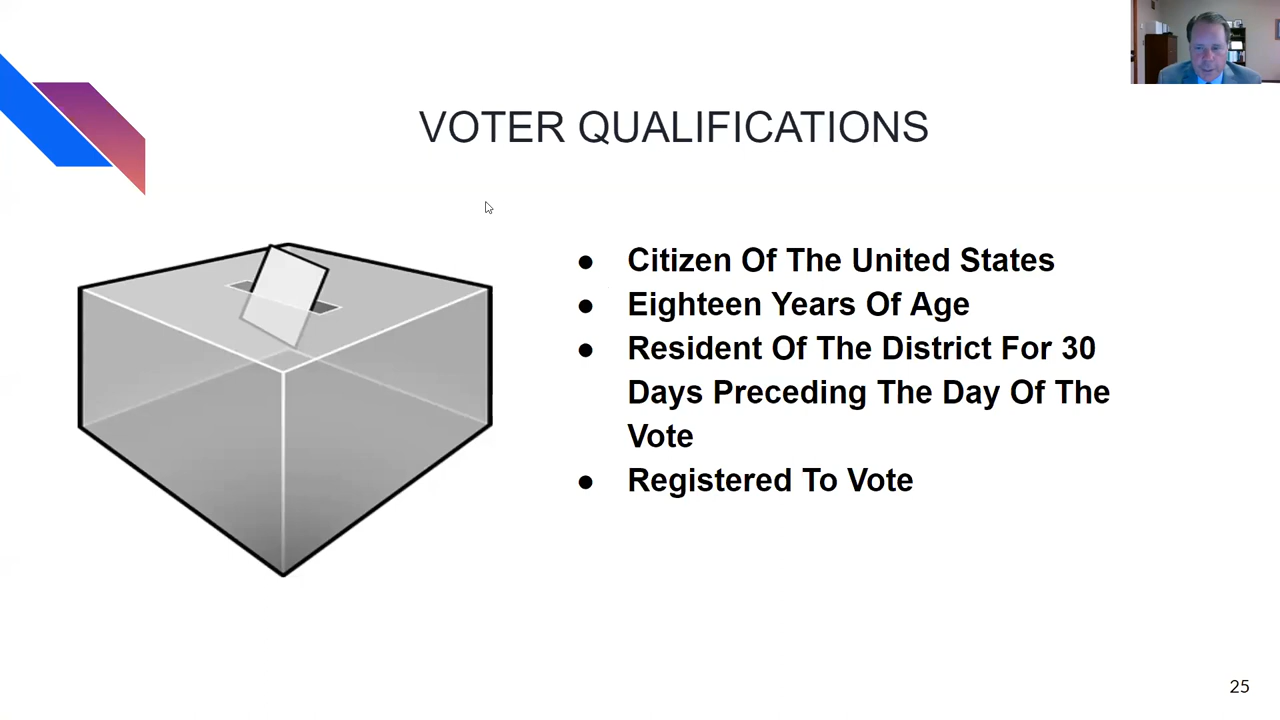 VOTER QUALIFICATIONS
● Citizen Of The United States
● Eighteen Years Of Age
● Resident Of The District For 30
Days Preceding The Day Of The
Vote
● Registered To Vote
25